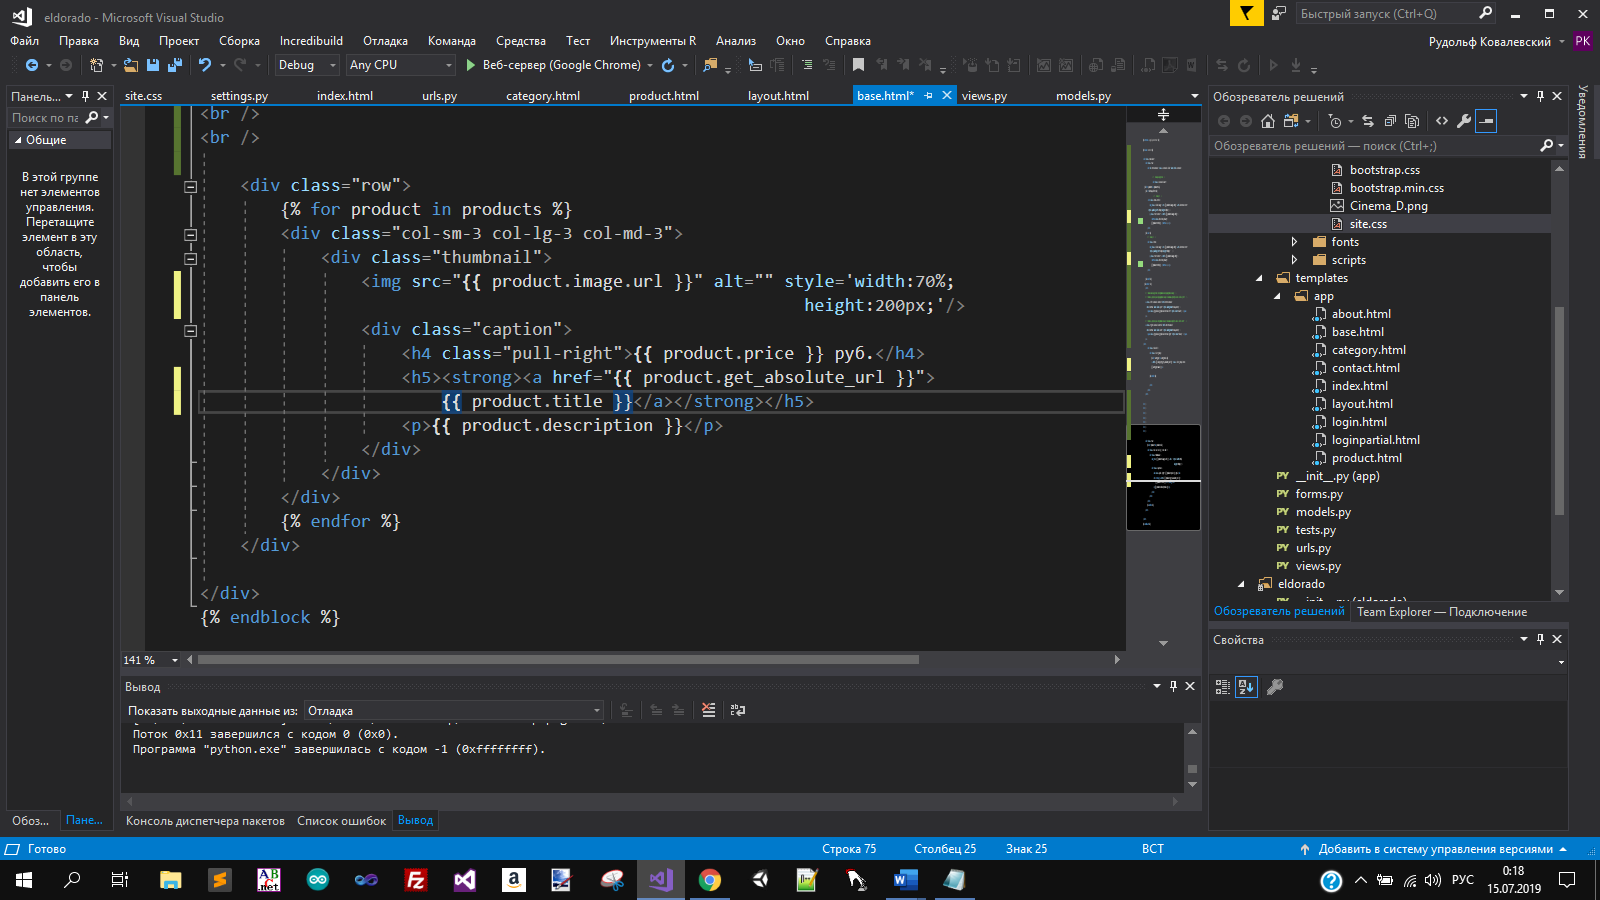 eldorado - Microsoft Visual Studio
Быстрый запуск (Ctrl+Q)
Файл Правка Вид Проект Сборка Incredibuild Отладка Команда Средства Тест Инструменты R Анализ Окно Справка
Рудольф Ковалевский РК
Debug Any CPU Веб-сервер (Google Chrome)
Панель...
Поиск по па
Общие
В этой группе
нет элементов
управления.
Перетащите
элемент в эту
область,
чтобы
добавить его в
панель
элементов.
Обоз... Пане...
site.css settings.py index.html urls.py category.html product.html layout.html base.html* views.py models.py
<br />
<br />
<div class="row">
{% for product in products %}
<div class="col-sm-3 col-lg-3 col-md-3">
<div class="thumbnail">
<img src="{{ product.image.url }}" alt="" style='width:70%;
height:200px;'/>
<div class="caption">
<h4 class="pull-right">{{ product.price }} руб.</h4>
<h5><strong><a href="{{ product.get_absolute_url }}">
{{ product.title }}</a></strong></h5>
<p>{{ product.description }}</p>
</div>
</div>
</div>
{% endfor %}
</div>
</div>
{% endblock %}
141 %
Вывод
Показать выходные данные из: Отладка
Поток 0x11 завершился с кодом 0 (0x0).
Программа "python.exe" завершилась с кодом -1 (0xffffffff).
Консоль диспетчера пакетов Список ошибок Вывод
Обозреватель решений
Обозреватель решений — поиск (Ctrl+;)
bootstrap.css
bootstrap.min.css
Cinema_D.png
site.css
fonts
scripts
templates
app
about.html
base.html
category.html
contact.html
index.html
layout.html
login.html
loginpartial.html
product.html
PY __init__.py (app)
PY forms.py
PY models.py
PY tests.py
PY urls.py
PY views.py
eldorado
__init__.py (eldorado)
Обозреватель решений Team Explorer — Подключение
Свойства
Уведомления
Готово Строка 75 Столбец 25 Знак 25 ВСТ Добавить в систему управления версиями
РУС
0:18
15.07.2019